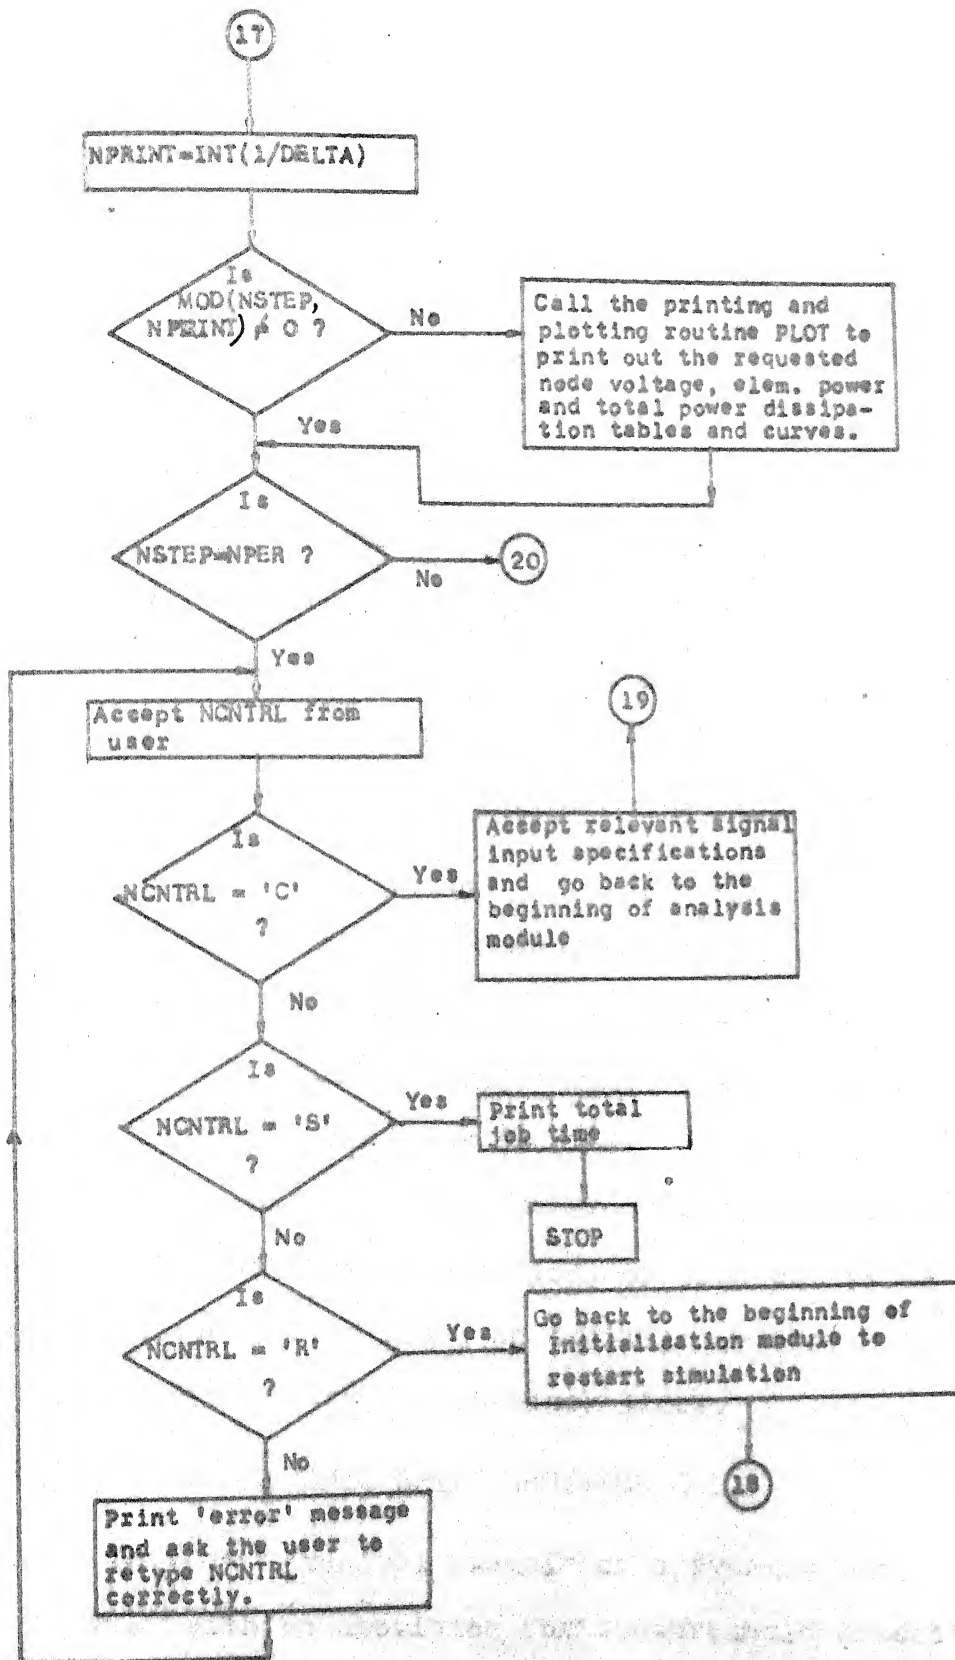 17
NPRINT=INT(1/DELTA)
Is
MOD(NSTEP,
NPRINT) ≠ 0 ?
No
Call the printing and
plotting routine PLOT to
print out the requested
node voltage, elem. power
and total power dissipa-
tion tables and curves.
Yes
Is
NSTEP=NPER ?
No
20
Yes
Accept NCNTRL from
user
19
Is
NCNTRL = 'C'
?
Yes
Accept relevant signal
input specifications
and go back to the
beginning of analysis
module
No
Is
NCNTRL = 'S'
?
Yes
Print total
job time
STOP
No
Is
NCNTRL = 'R'
?
Yes
Go back to the beginning of
Initialisation module to
restart simulation
18
No
Print 'error' message
and ask the user to
retype NCNTRL
correctly.